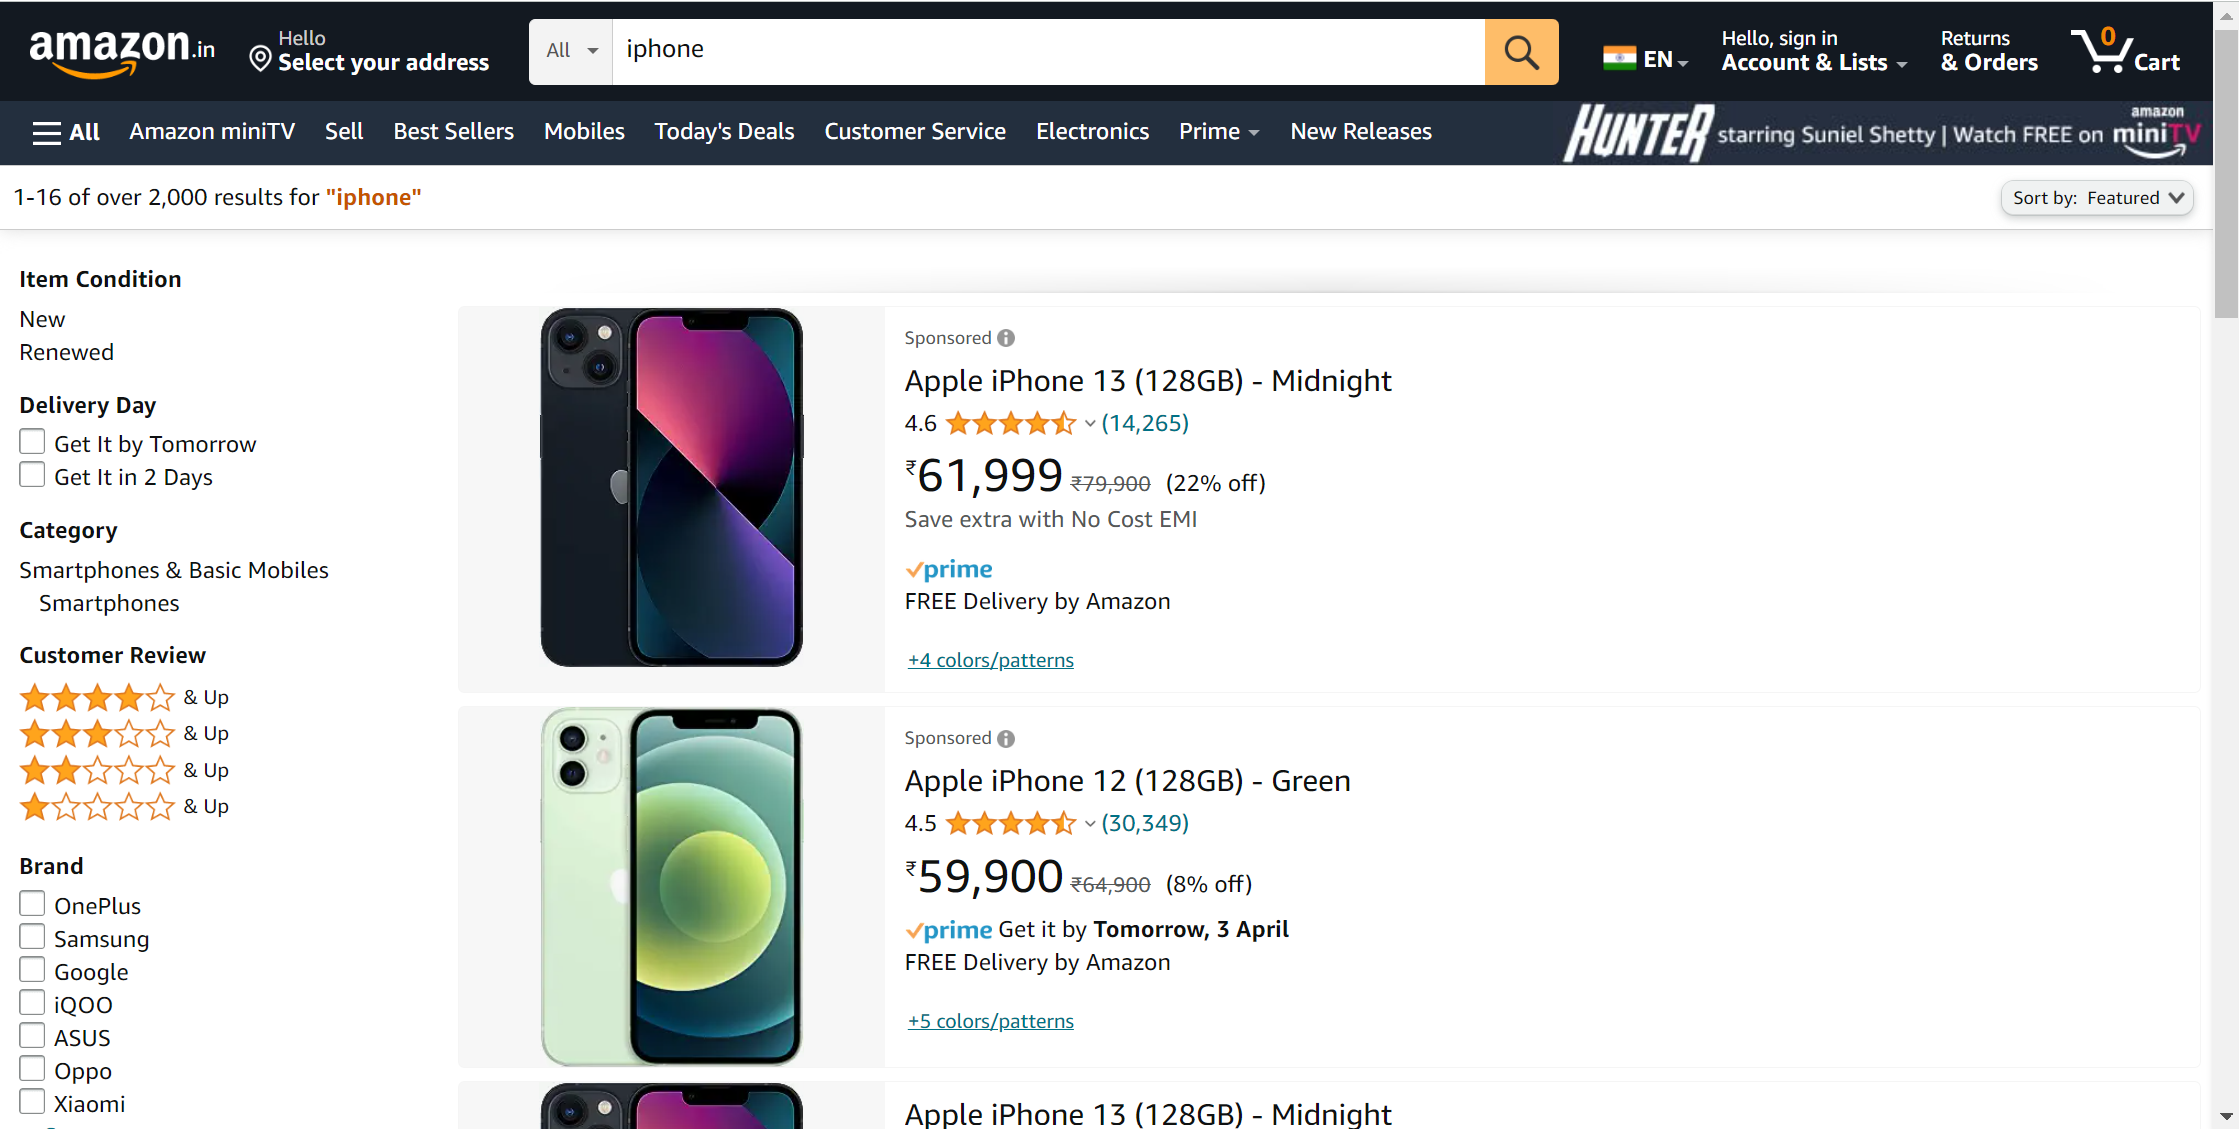 amazon.in
Hello
Select your address
All
iphone
EN
Hello, sign in
Account & Lists
Returns
& Orders
0
Cart
All
Amazon miniTV
Sell
Best Sellers
Mobiles
Today's Deals
Customer Service
Electronics
Prime
New Releases
HUNTER starring Suniel Shetty | Watch FREE on amazon miniTV
1-16 of over 2,000 results for "iphone"
Sort by: Featured
Item Condition
New
Renewed
Delivery Day
Get It by Tomorrow
Get It in 2 Days
Category
Smartphones & Basic Mobiles
Smartphones
Customer Review
& Up
& Up
& Up
& Up
Brand
OnePlus
Samsung
Google
iQOO
ASUS
Oppo
Xiaomi
Sponsored
Apple iPhone 13 (128GB) - Midnight
4.6 (14,265)
₹61,999 ₹79,900 (22% off)
Save extra with No Cost EMI
prime
FREE Delivery by Amazon
+4 colors/patterns
Sponsored
Apple iPhone 12 (128GB) - Green
4.5 (30,349)
₹59,900 ₹64,900 (8% off)
prime Get it by Tomorrow, 3 April
FREE Delivery by Amazon
+5 colors/patterns
Apple iPhone 13 (128GB) - Midnight